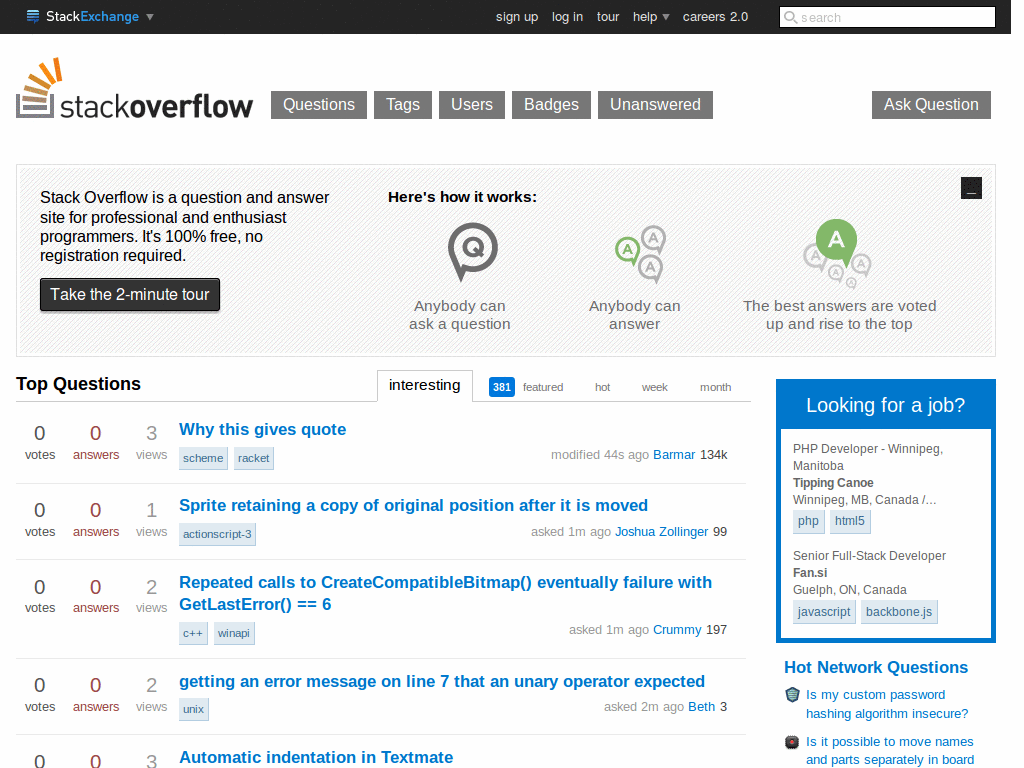 StackExchange
sign up log in tour help careers 2.0
search
stackoverflow
Questions Tags Users Badges Unanswered
Ask Question
Stack Overflow is a question and answer
site for professional and enthusiast
programmers. It's 100% free, no
registration required.
Take the 2-minute tour
Here's how it works:
_
Q
A A A
A A A A A
Anybody can
ask a question
Anybody can
answer
The best answers are voted
up and rise to the top
Top Questions
interesting 381 featured hot week month
0 0 3
votes answers views
Why this gives quote
scheme racket
modified 44s ago Barmar 134k
0 0 1
votes answers views
Sprite retaining a copy of original position after it is moved
actionscript-3
asked 1m ago Joshua Zollinger 99
0 0 2
votes answers views
Repeated calls to CreateCompatibleBitmap() eventually failure with
GetLastError() == 6
c++ winapi
asked 1m ago Crummy 197
0 0 2
votes answers views
getting an error message on line 7 that an unary operator expected
unix
asked 2m ago Beth 3
0 0 3
Automatic indentation in Textmate
Looking for a job?
PHP Developer - Winnipeg,
Manitoba
Tipping Canoe
Winnipeg, MB, Canada /…
php html5
Senior Full-Stack Developer
Fan.si
Guelph, ON, Canada
javascript backbone.js
Hot Network Questions
Is my custom password
hashing algorithm insecure?
Is it possible to move names
and parts separately in board